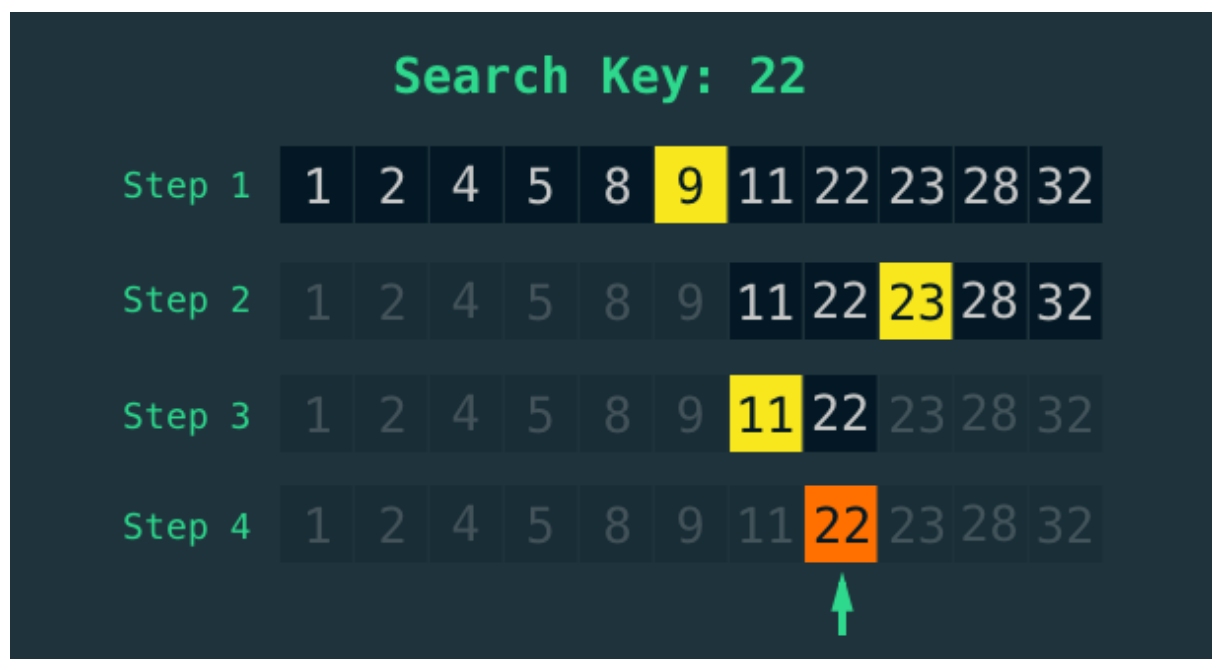 Search Key: 22
Step 1 1 2 4 5 8 9 11 22 23 28 32
Step 2 1 2 4 5 8 9 11 22 23 28 32
Step 3 1 2 4 5 8 9 11 22 23 28 32
Step 4 1 2 4 5 8 9 11 22 23 28 32